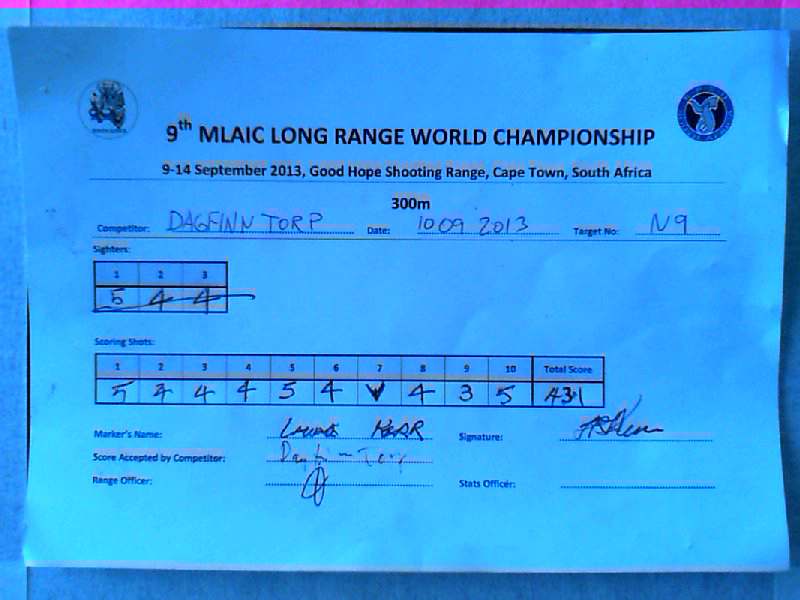 9th MLAIC LONG RANGE WORLD CHAMPIONSHIP
9-14 September 2013, Good Hope Shooting Range, Cape Town, South Africa
300m
Competitor: DAGFINN TORP Date: 10 09 2013 Target No: N9
Sighters:
1 2 3
5 4 4
Scoring Shots:
1 2 3 4 5 6 7 8 9 10 Total Score
5 4 4 4 5 4 V 4 3 5 43.1
Marker's Name: Signature:
Score Accepted by Competitor: Dagfinn Torp
Range Officer: Stats Officer: